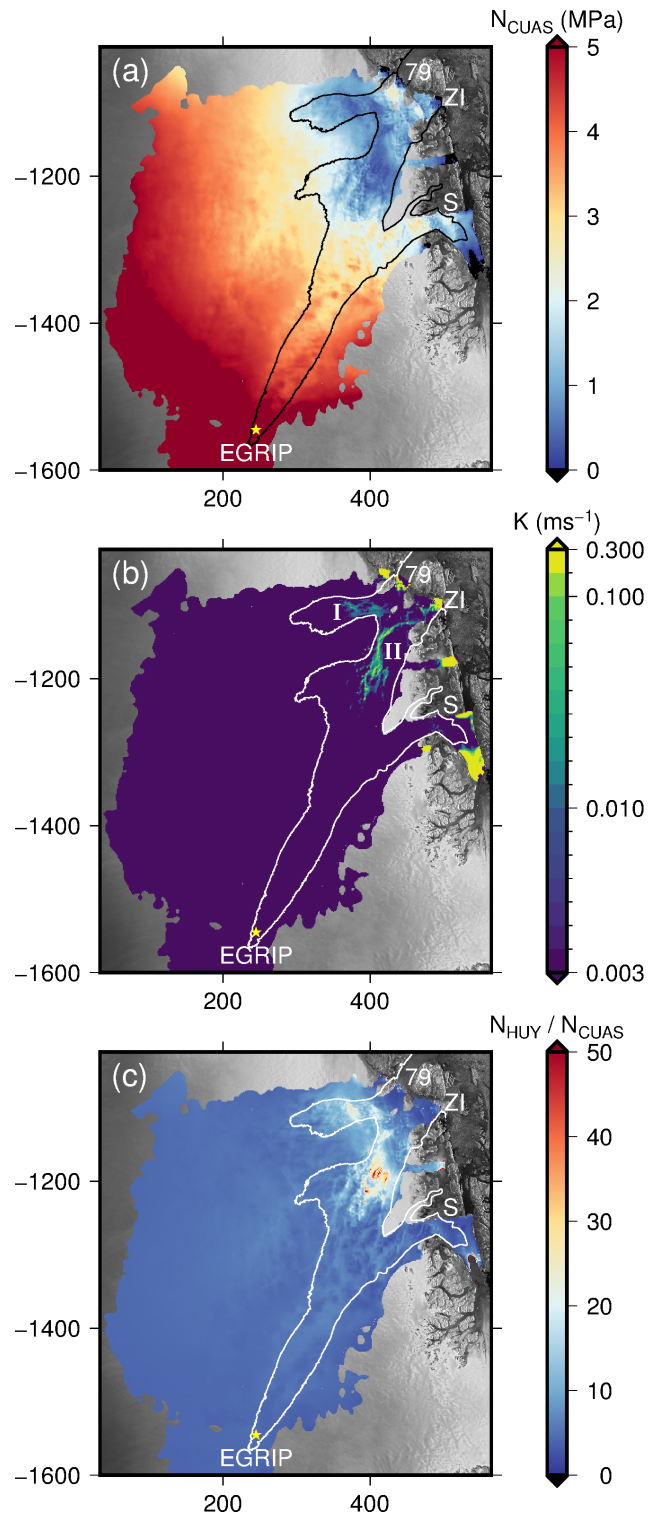 N_CUAS (MPa)
(a)
79
ZI
S
EGRIP
−1200
−1400
−1600
200
400
5
4
3
2
1
0
K (ms⁻¹)
(b)
79
ZI
I
II
S
EGRIP
−1200
−1400
−1600
200
400
0.300
0.100
0.010
0.003
N_HUY / N_CUAS
(c)
79
ZI
S
EGRIP
−1200
−1400
−1600
200
400
50
40
30
20
10
0